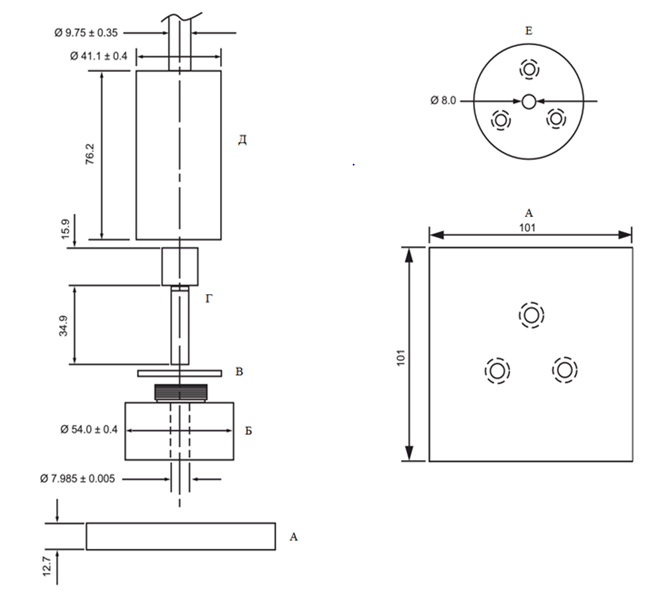 Ø 9.75 ± 0.35
Ø 41.1 ± 0.4
76.2
Д
15.9
Г
34.9
В
Ø 54.0 ± 0.4
Б
Ø 7.985 ± 0.005
А
12.7
Е
Ø 8.0
А
101
101